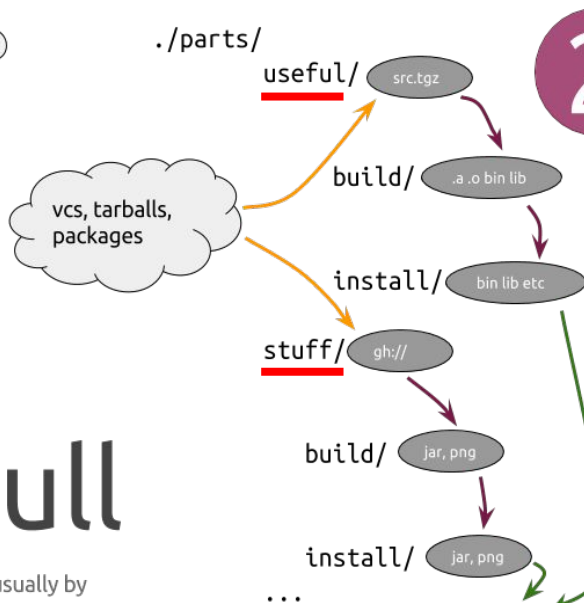 ./parts/
useful/ src.tgz
build/ .a .o bin lib
vcs, tarballs,
packages
install/ bin lib etc
stuff/ gh://
build/ jar, png
ull
install/ jar, png
usually by
...